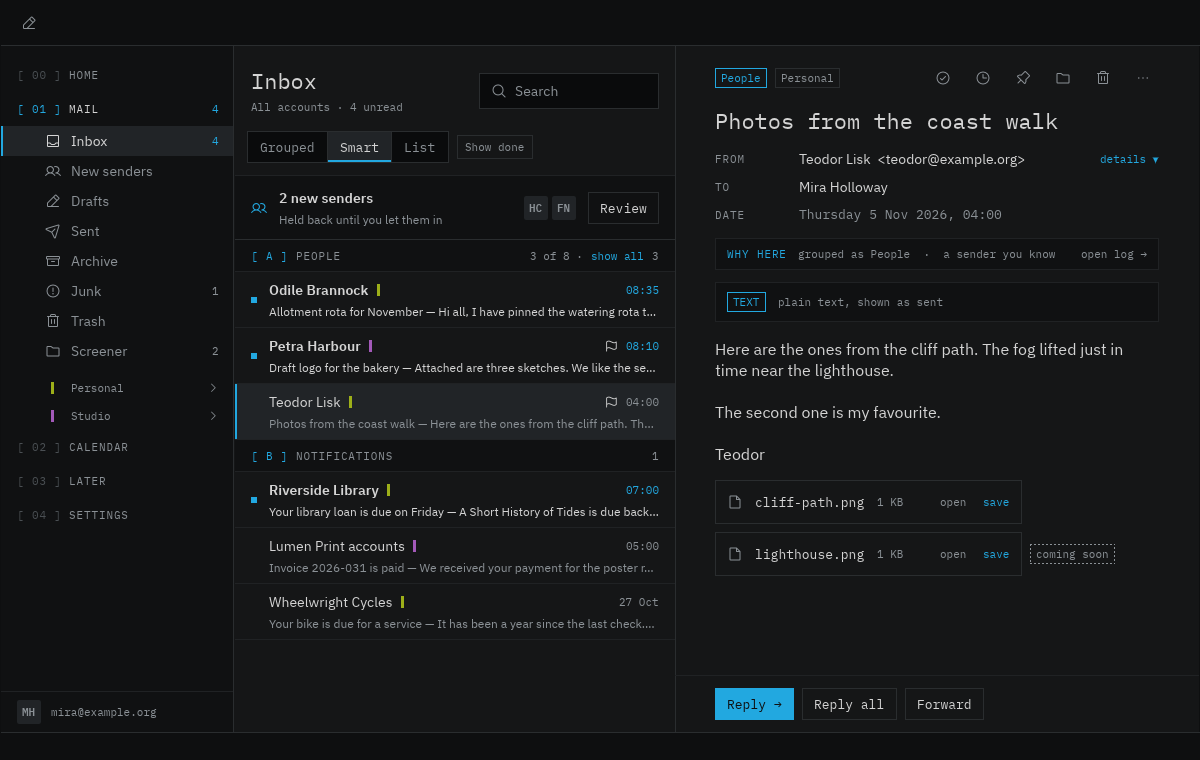 [ 00 ] HOME
[ 01 ] MAIL 4
Inbox 4
New senders
Drafts
Sent
Archive
Junk 1
Trash
Screener 2
Personal
Studio
[ 02 ] CALENDAR
[ 03 ] LATER
[ 04 ] SETTINGS
MH mira@example.org
Inbox
All accounts · 4 unread
Search
Grouped Smart List Show done
2 new senders
Held back until you let them in
HC FN Review
[ A ] PEOPLE 3 of 8 · show all 3
Odile Brannock 08:35
Allotment rota for November — Hi all, I have pinned the watering rota t...
Petra Harbour 08:10
Draft logo for the bakery — Attached are three sketches. We like the se...
Teodor Lisk 04:00
Photos from the coast walk — Here are the ones from the cliff path. Th...
[ B ] NOTIFICATIONS 1
Riverside Library 07:00
Your library loan is due on Friday — A Short History of Tides is due back...
Lumen Print accounts 05:00
Invoice 2026-031 is paid — We received your payment for the poster r...
Wheelwright Cycles 27 Oct
Your bike is due for a service — It has been a year since the last check....
People Personal
Photos from the coast walk
FROM Teodor Lisk <teodor@example.org> details ▾
TO Mira Holloway
DATE Thursday 5 Nov 2026, 04:00
WHY HERE grouped as People · a sender you know open log →
TEXT plain text, shown as sent
Here are the ones from the cliff path. The fog lifted just in
time near the lighthouse.
The second one is my favourite.
Teodor
cliff-path.png 1 KB open save
lighthouse.png 1 KB open save coming soon
Reply → Reply all Forward